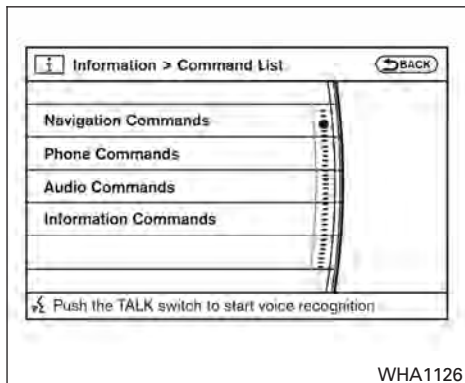 i Information > Command List BACK
Navigation Commands
Phone Commands
Audio Commands
Information Commands
Push the TALK switch to start voice recognition
WHA1126